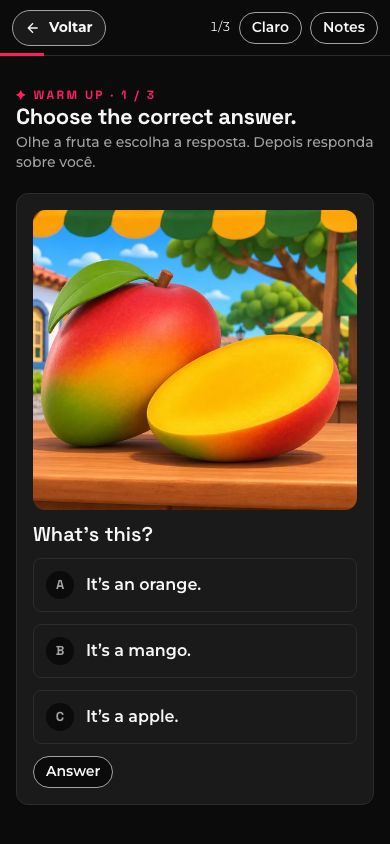 ← Voltar
1/3
Claro
Notes
✦ WARM UP · 1 / 3
Choose the correct answer.
Olhe a fruta e escolha a resposta. Depois responda
sobre você.
What's this?
A It's an orange.
B It's a mango.
C It's a apple.
Answer